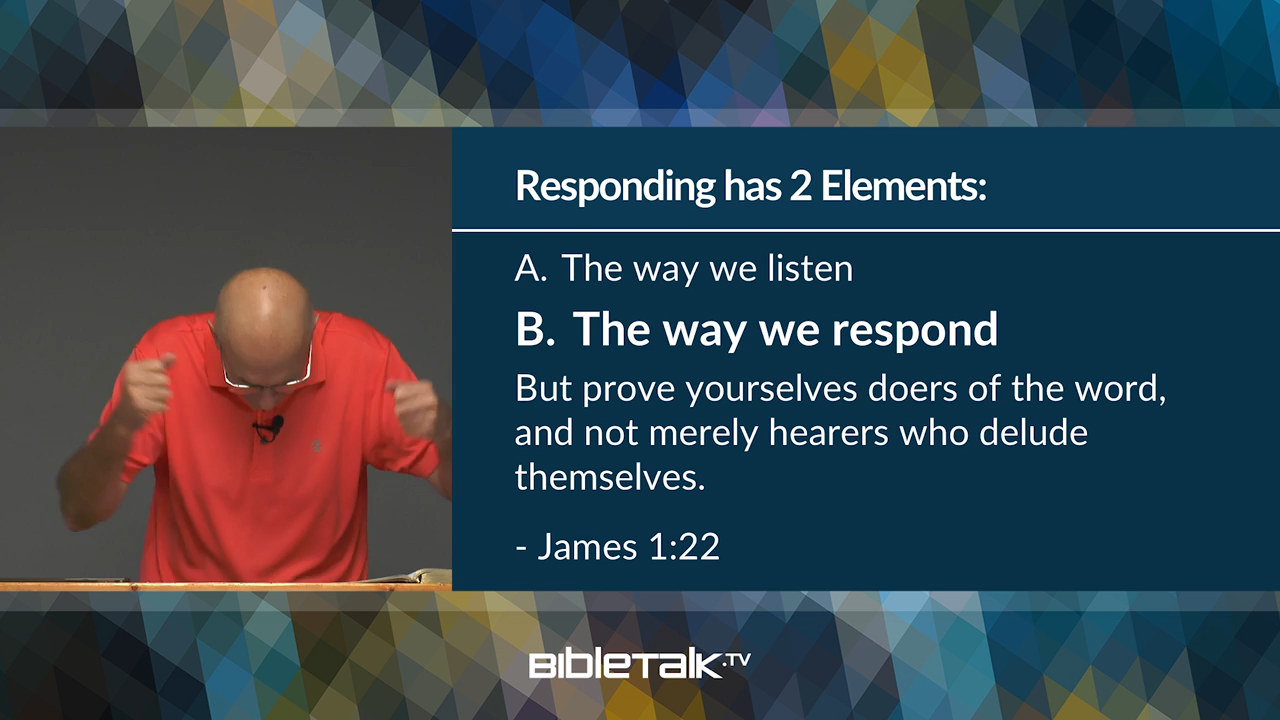 Responding has 2 Elements:
A. The way we listen
B. The way we respond
But prove yourselves doers of the word,
and not merely hearers who delude
themselves.
- James 1:22
BIBLETALK.TV